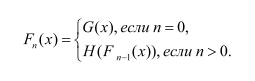 G(x), если n = 0,
F_n(x) = {
H(F_{n-1}(x)), если n > 0.